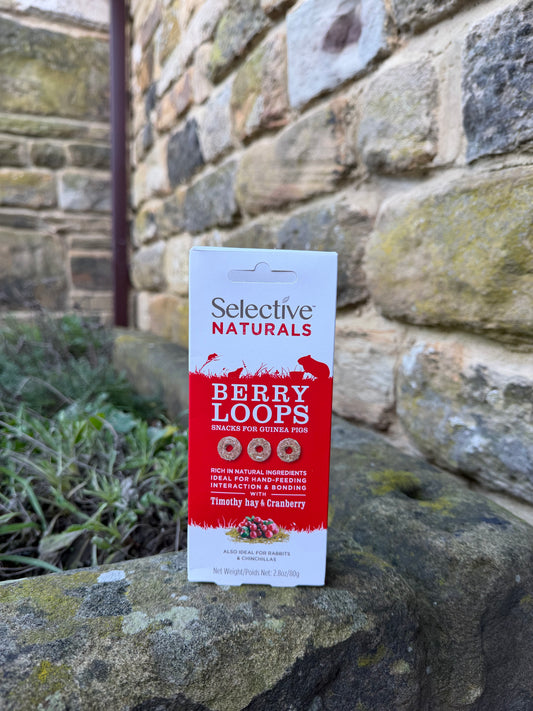 Selective™
NATURALS
BERRY
LOOPS
SNACKS FOR GUINEA PIGS
RICH IN NATURAL INGREDIENTS
IDEAL FOR HAND-FEEDING
INTERACTION & BONDING
WITH
Timothy hay & Cranberry
ALSO IDEAL FOR RABBITS
& CHINCHILLAS
Net Weight/Poids Net: 2.8oz/80g